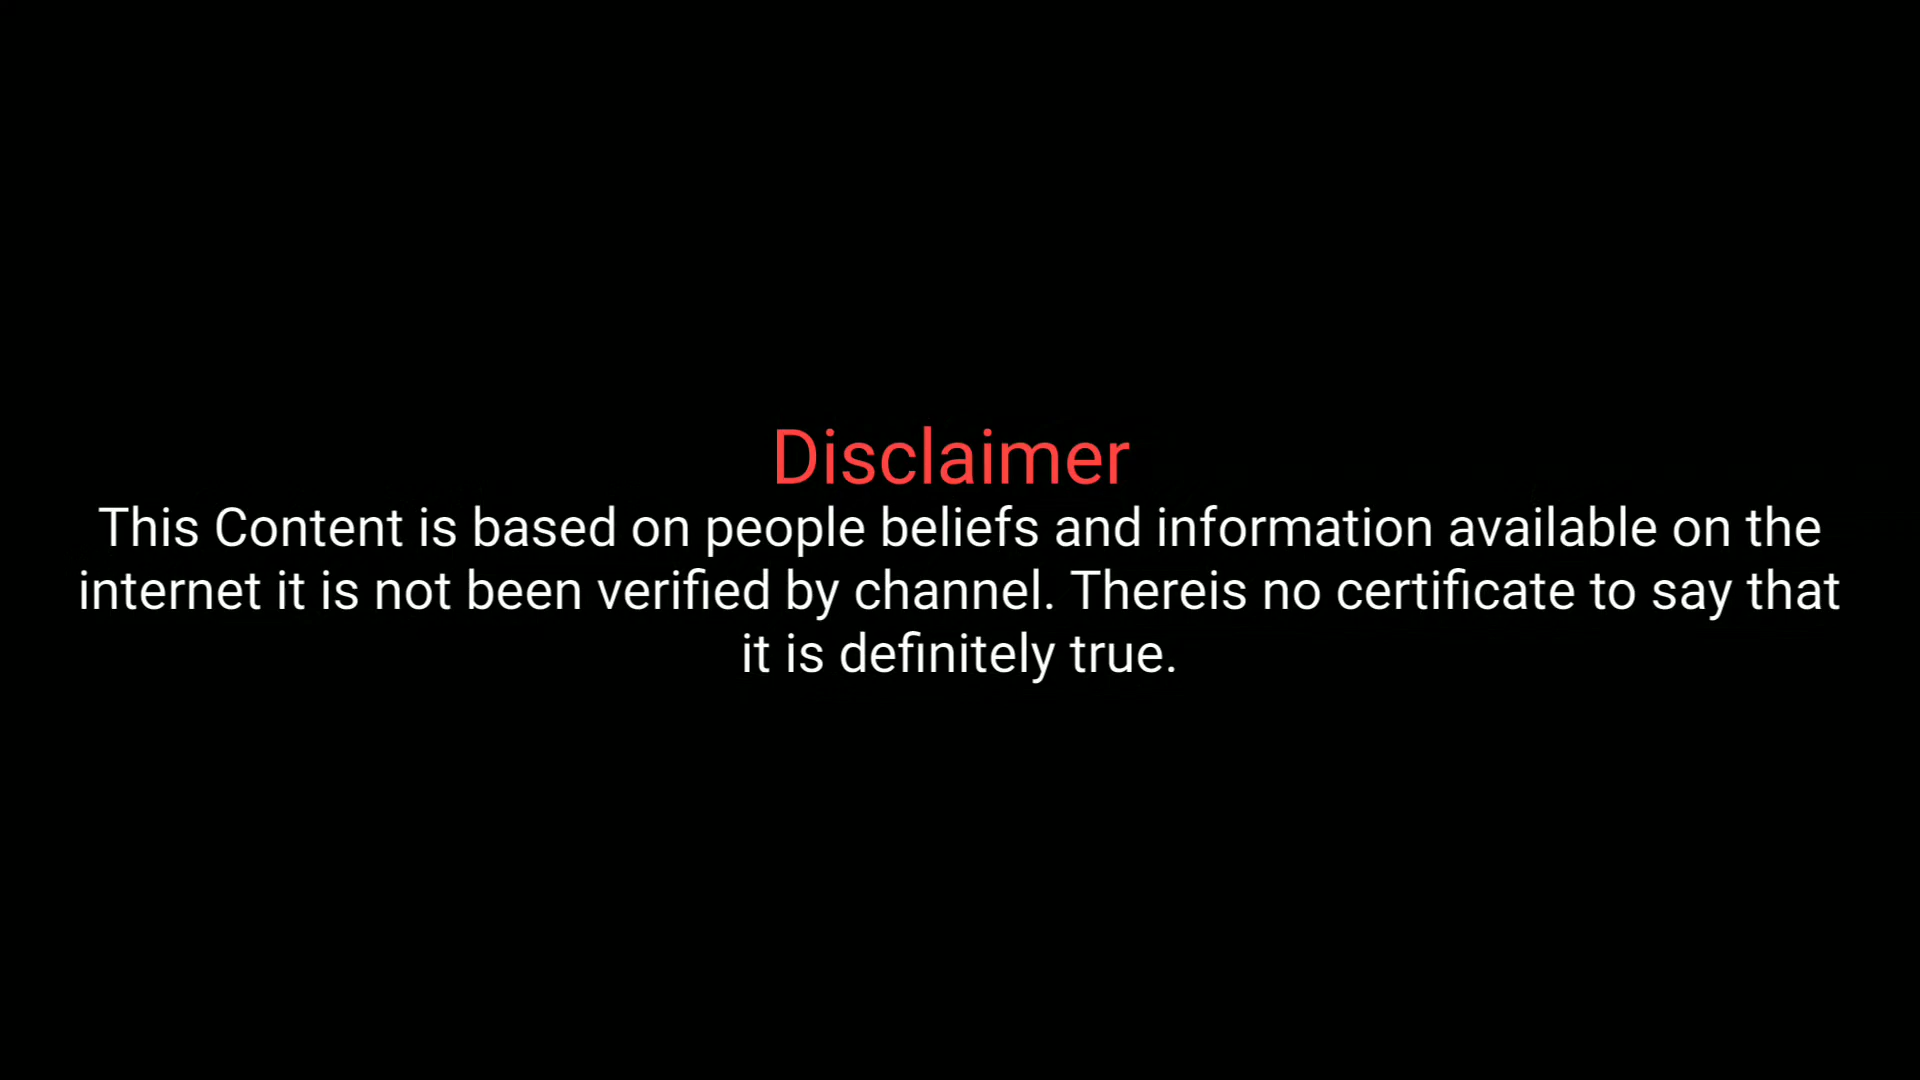 Disclaimer
This Content is based on people beliefs and information available on the
internet it is not been verified by channel. Thereis no certificate to say that
it is definitely true.